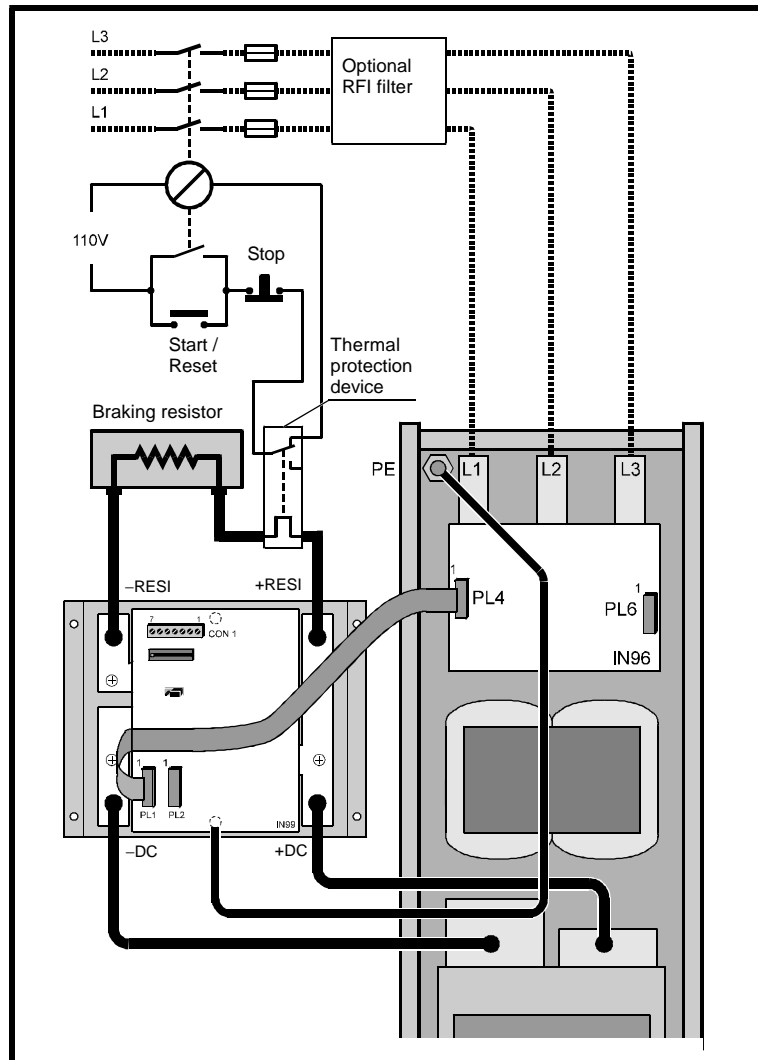 L3
L2
L1
Optional
RFI filter
110V
Stop
Start /
Reset
Thermal
protection
device
Braking resistor
PE
L1
L2
L3
–RESI
+RESI
1
PL4
1
PL6
IN96
7
1
CON 1
1
1
PL1
PL2
IN99
–DC
+DC